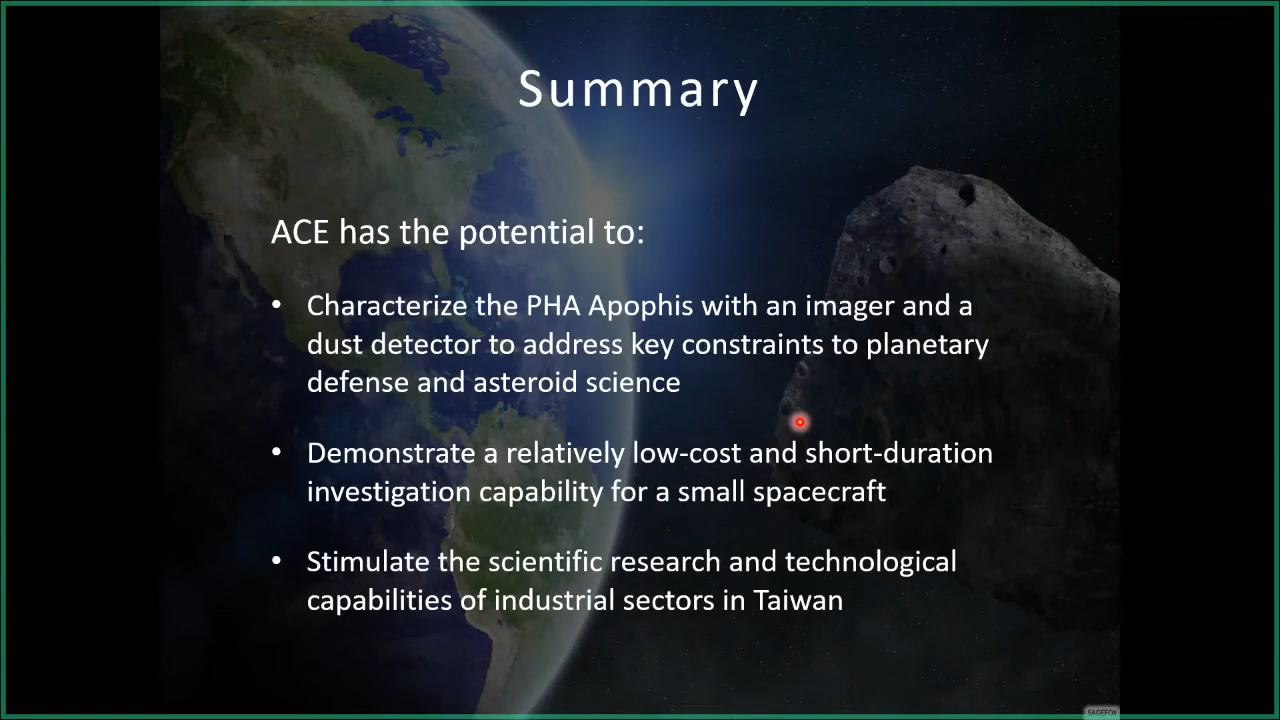 Summary
ACE has the potential to:
• Characterize the PHA Apophis with an imager and a
dust detector to address key constraints to planetary
defense and asteroid science
• Demonstrate a relatively low-cost and short-duration
investigation capability for a small spacecraft
• Stimulate the scientific research and technological
capabilities of industrial sectors in Taiwan
SAGEFOX